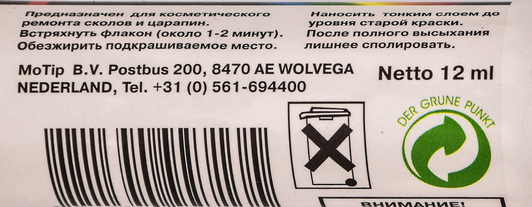 Предназначен для косметического
ремонта сколов и царапин.
Встряхнуть флакон (около 1-2 минут).
Обезжирить подкрашиваемое место.
Наносить тонким слоем до
уровня старой краски.
После полного высыхания
лишнее сполировать.
MoTip B.V. Postbus 200, 8470 AE WOLVEGA
NEDERLAND, Tel. +31 (0) 561-694400
Netto 12 ml
DER GRÜNE PUNKT
ВНИМАНИЕ!